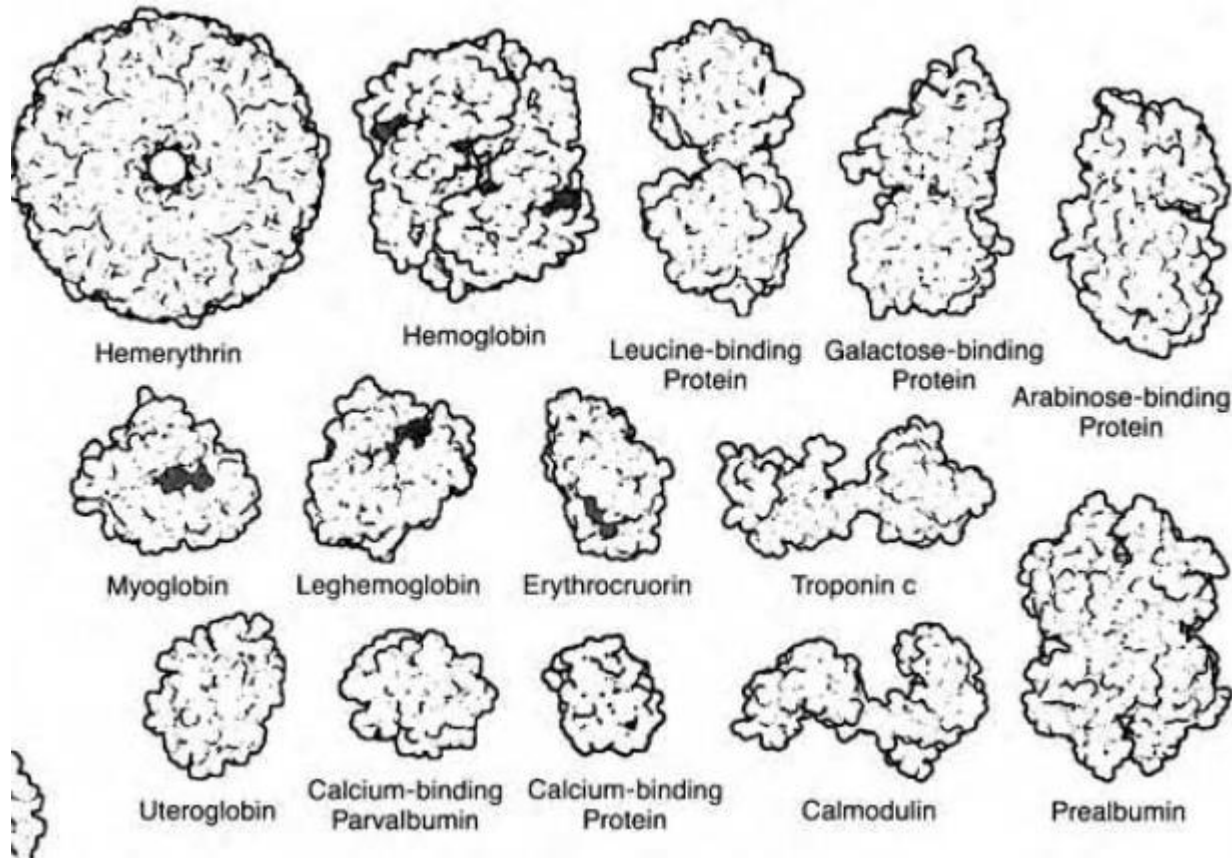 Hemerythrin
Hemoglobin
Leucine-binding
Protein
Galactose-binding
Protein
Arabinose-binding
Protein
Myoglobin
Leghemoglobin
Erythrocruorin
Troponin c
Uteroglobin
Calcium-binding
Parvalbumin
Calcium-binding
Protein
Calmodulin
Prealbumin